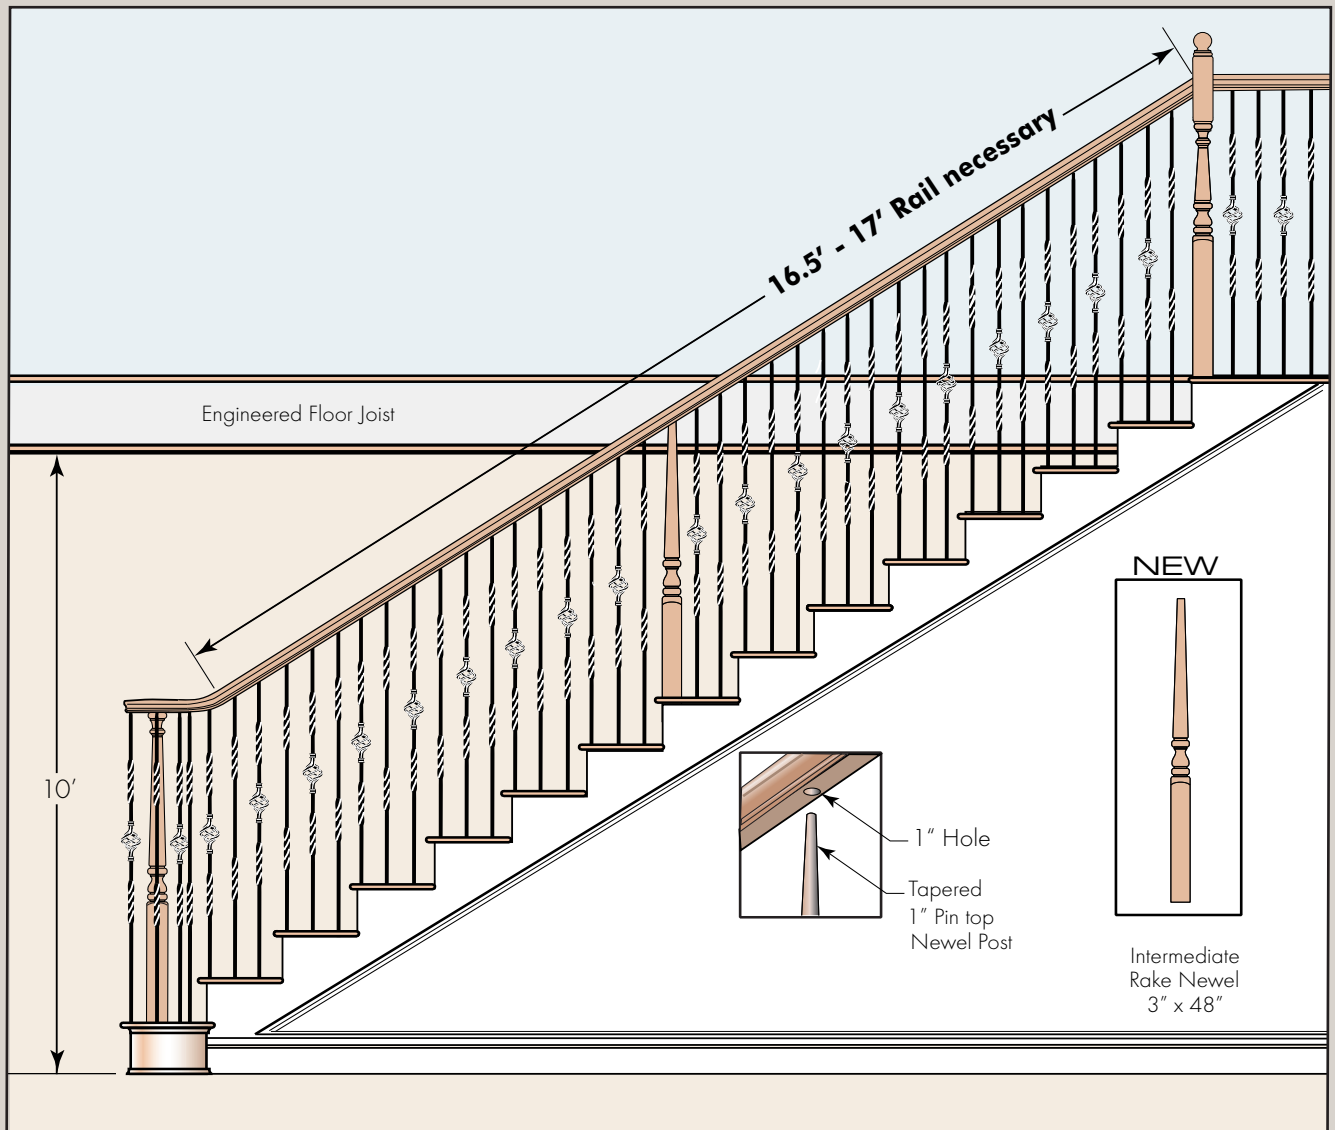 16.5’ - 17’ Rail necessary
Engineered Floor Joist
10’
NEW
1“ Hole
Tapered
1” Pin top
Newel Post
Intermediate
Rake Newel
3” x 48”